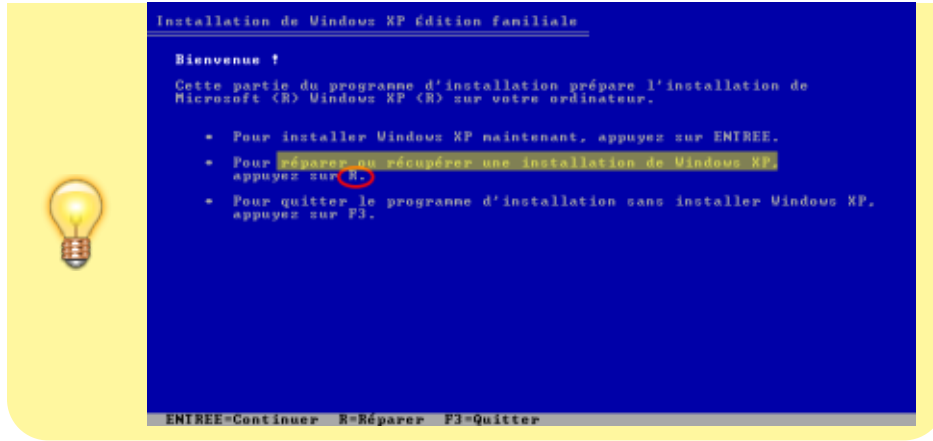 Installation de Windows XP Édition familiale
Bienvenue !
Cette partie du programme d'installation prépare l'installation de
Microsoft (R) Windows XP (R) sur votre ordinateur.
• Pour installer Windows XP maintenant, appuyez sur ENTREE.
• Pour réparer ou récupérer une installation de Windows XP,
appuyez sur R.
• Pour quitter le programme d'installation sans installer Windows XP,
appuyez sur F3.
ENTREE=Continuer R=Réparer F3=Quitter